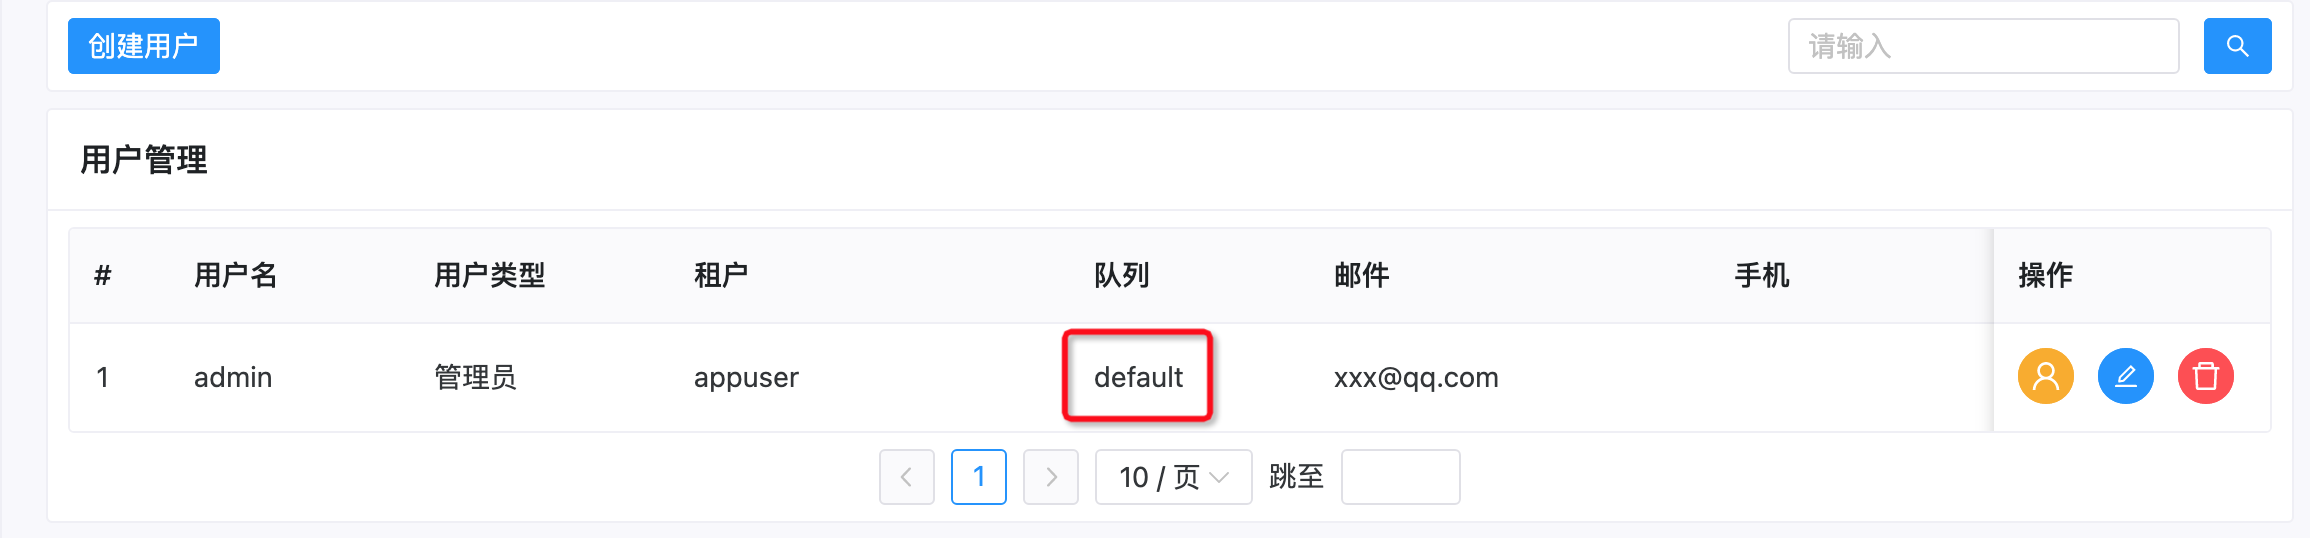 创建用户 请输入
用户管理
# 用户名 用户类型 租户 队列 邮件 手机 操作
1 admin 管理员 appuser default xxx@qq.com
1 10 / 页 跳至